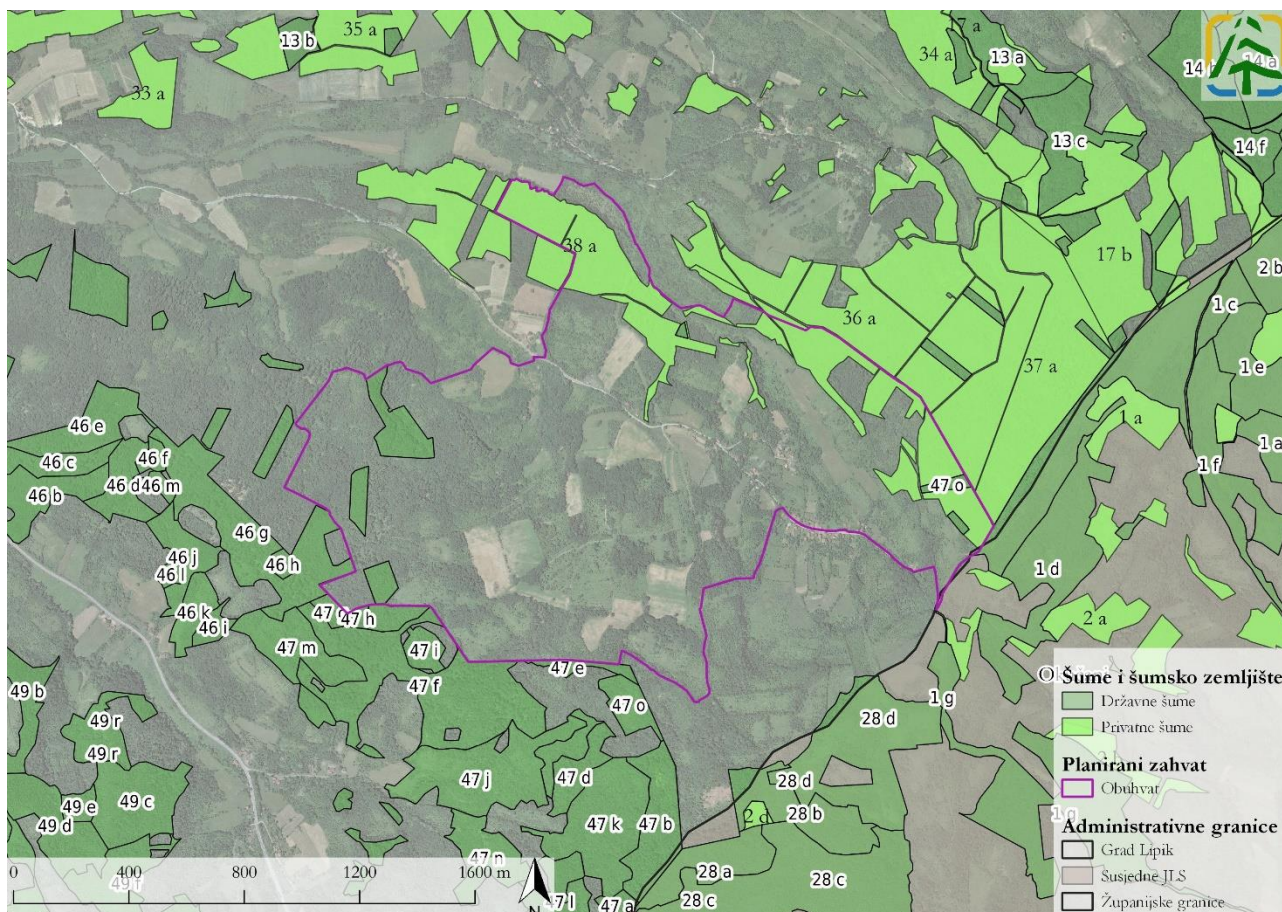 35 a
13 b
33 a
7 a
34 a
13 a
14 a
14 f
13 c
38 a
17 b
2 b
36 a
1 c
37 a
1 e
1 a
1 a
46 e
46 c
46 f
46 b
46 d
46 m
1 f
47 o
46 g
46 j
46 h
46 l
1 d
46 k
46 i
47 h
2 a
47 m
47 i
47 e
49 b
47 f
47 o
1 g
28 d
49 r
49 r
47 j
47 d
28 d
49 e
49 c
28 b
49 d
47 k
47 b
47 n
49 f
28 a
28 c
28 c
47 l
47 a
Šume i šumsko zemljište
Državne šume
Privatne šume
Planirani zahvat
Obuhvat
Administrativne granice
Grad Lipik
Šusjedne JLS
Županijske granice
0 400 800 1200 1600 m
N